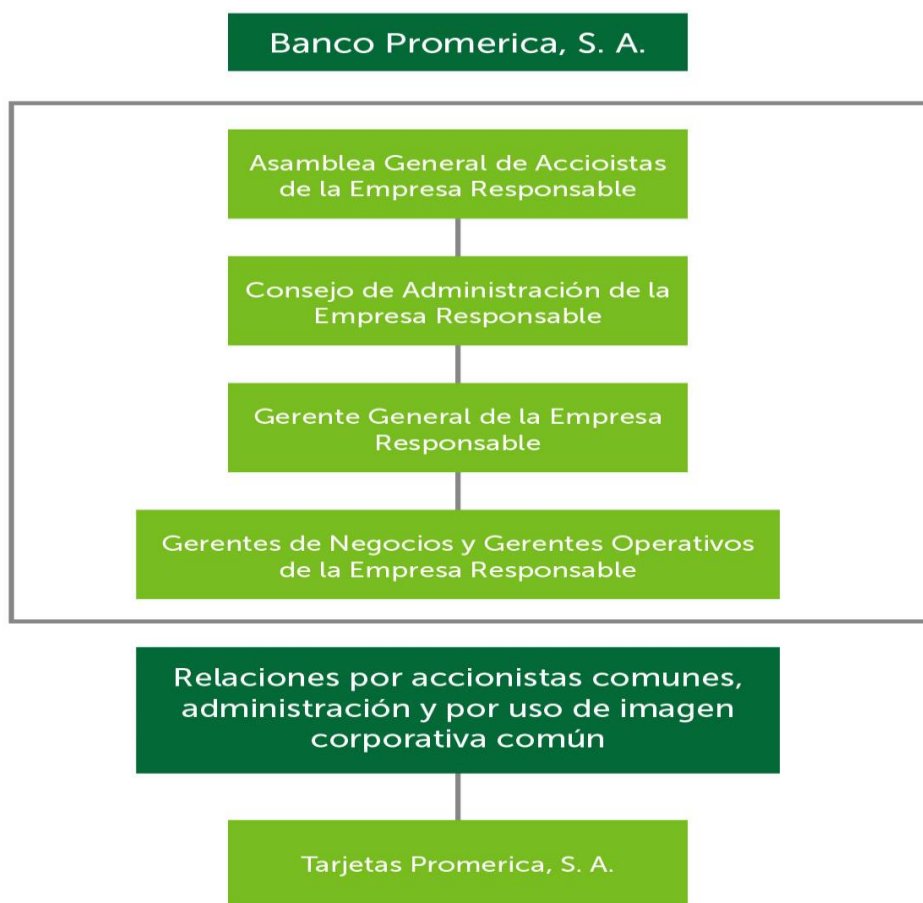 Banco Promerica, S. A.
Asamblea General de Accioistas
de la Empresa Responsable
Consejo de Administración de la
Empresa Responsable
Gerente General de la Empresa
Responsable
Gerentes de Negocios y Gerentes Operativos
de la Empresa Responsable
Relaciones por accionistas comunes,
administración y por uso de imagen
corporativa común
Tarjetas Promerica, S. A.